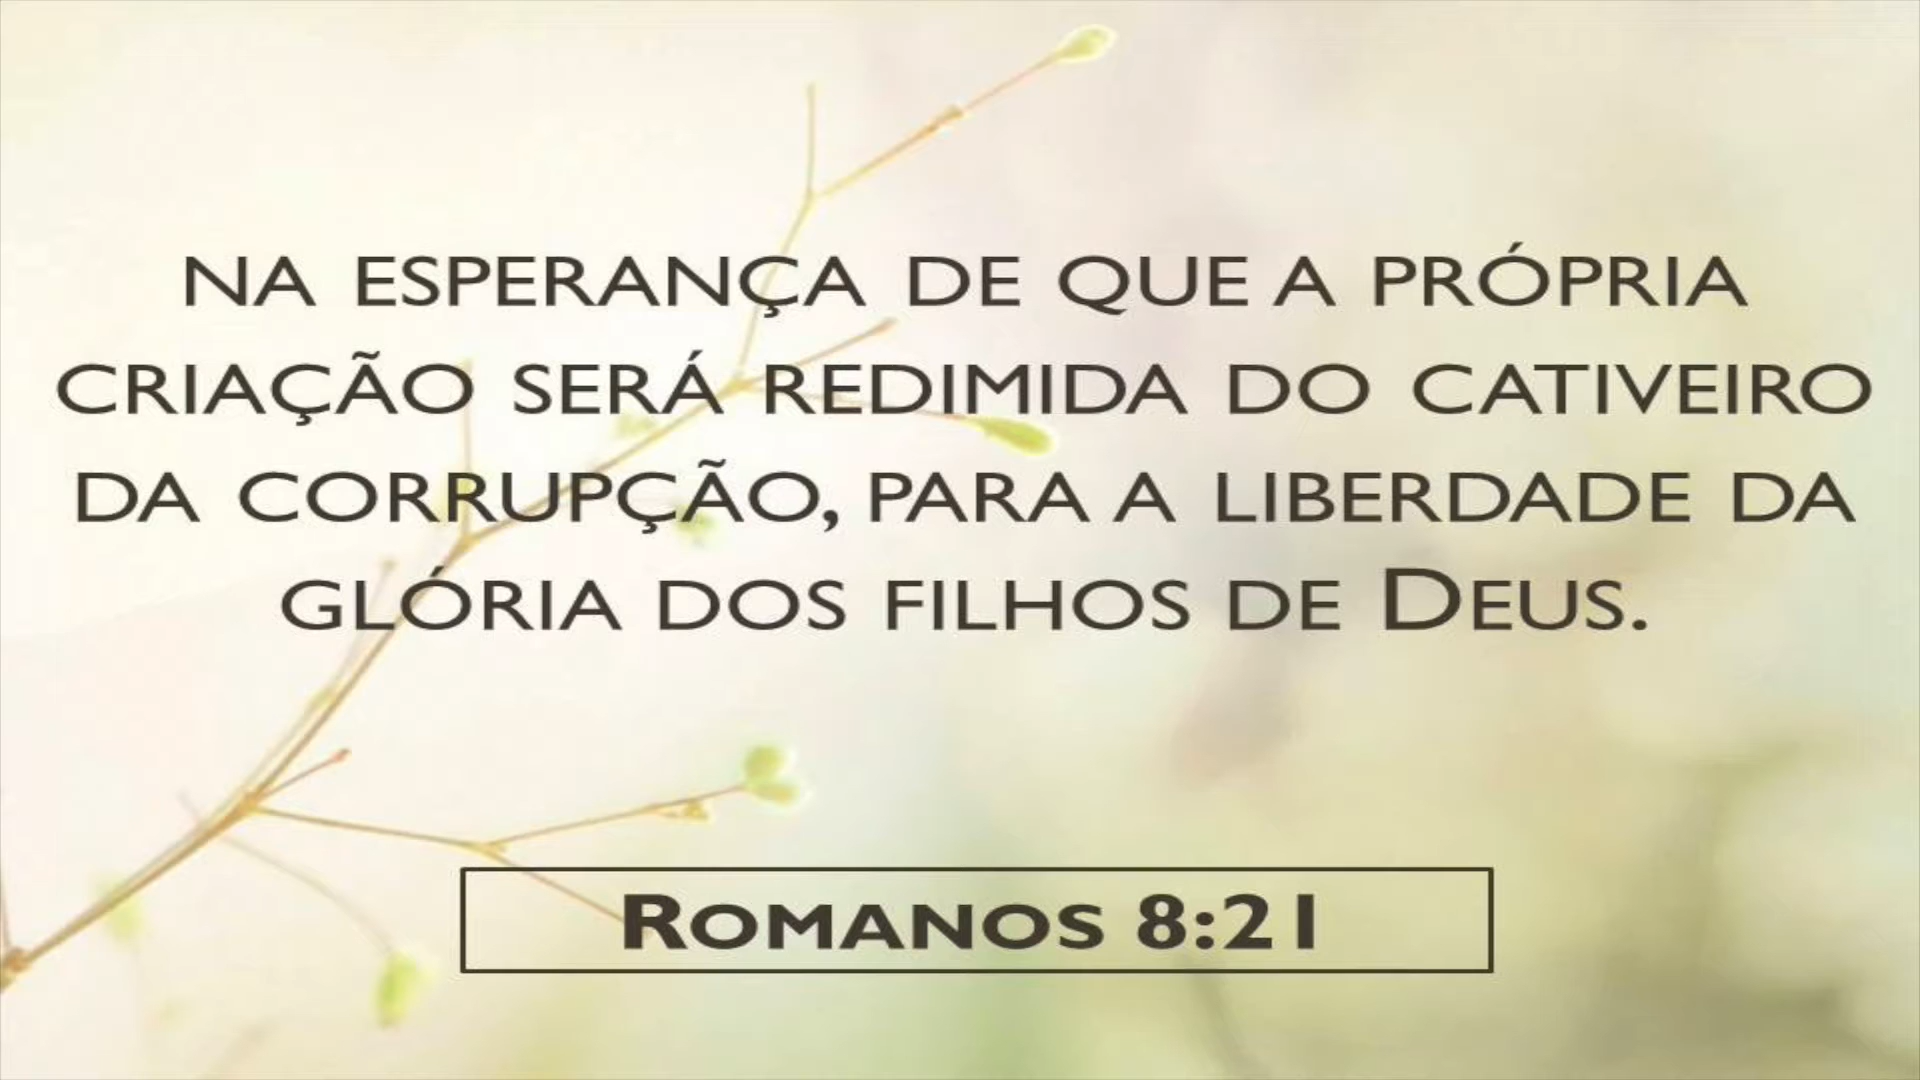 NA ESPERANÇA DE QUE A PRÓPRIA
CRIAÇÃO SERÁ REDIMIDA DO CATIVEIRO
DA CORRUPÇÃO, PARA A LIBERDADE DA
GLÓRIA DOS FILHOS DE DEUS.
ROMANOS 8:21